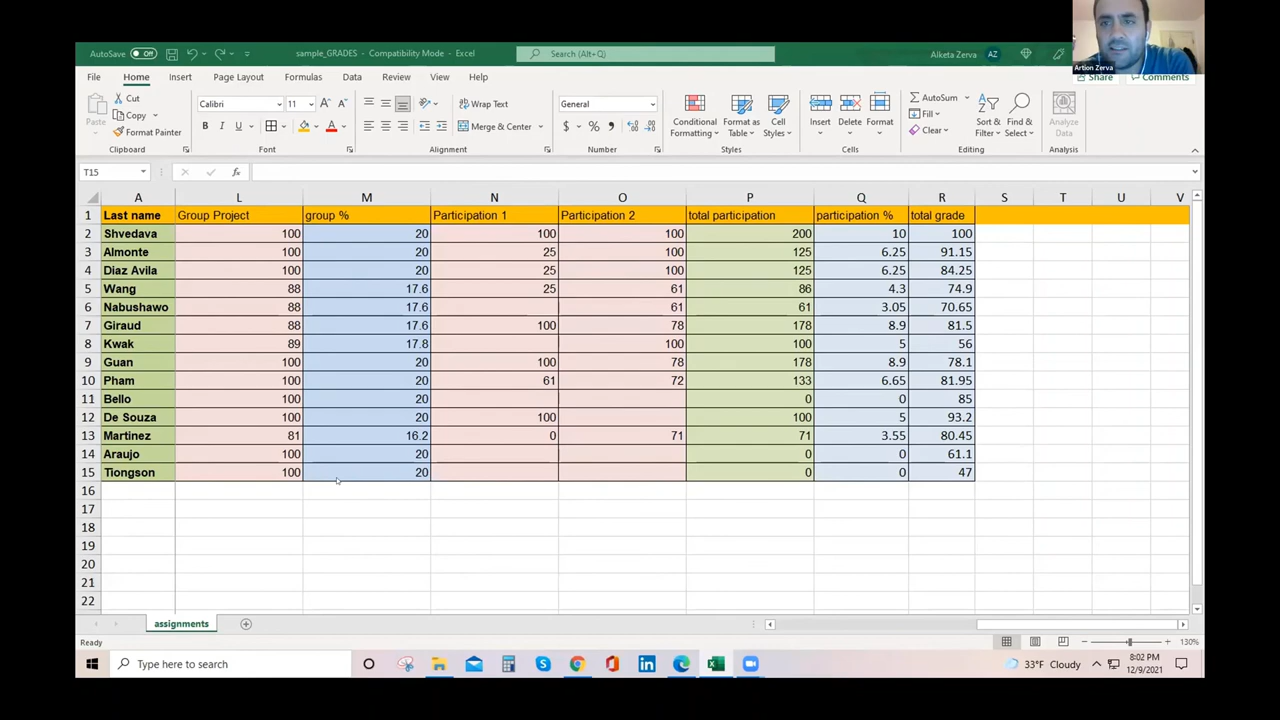 AutoSave Off sample_GRADES - Compatibility Mode - Excel Search (Alt+Q) Alketa Zerva AZ
Artion Zerva
File Home Insert Page Layout Formulas Data Review View Help Share Comments
Paste Cut Calibri 11 Wrap Text General Conditional Formatting Format as Table Cell Styles Insert Delete Format AutoSum Sort & Filter Find & Select Analyze Data
Copy Fill
Format Painter B I U Merge & Center $ % Clear
Clipboard Font Alignment Number Styles Cells Editing Analysis
T15 fx
A L M N O P Q R S T U V
1 Last name Group Project group % Participation 1 Participation 2 total participation participation % total grade
2 Shvedava 100 20 100 100 200 10 100
3 Almonte 100 20 25 100 125 6.25 91.15
4 Diaz Avila 100 20 25 100 125 6.25 84.25
5 Wang 88 17.6 25 61 86 4.3 74.9
6 Nabushawo 88 17.6 61 61 3.05 70.65
7 Giraud 88 17.6 100 78 178 8.9 81.5
8 Kwak 89 17.8 100 100 5 56
9 Guan 100 20 100 78 178 8.9 78.1
10 Pham 100 20 61 72 133 6.65 81.95
11 Bello 100 20 0 0 85
12 De Souza 100 20 100 100 5 93.2
13 Martinez 81 16.2 0 71 71 3.55 80.45
14 Araujo 100 20 0 0 61.1
15 Tiongson 100 20 0 0 47
16
17
18
19
20
21
22
assignments
Ready 130%
Type here to search 33°F Cloudy 8:02 PM
12/9/2021